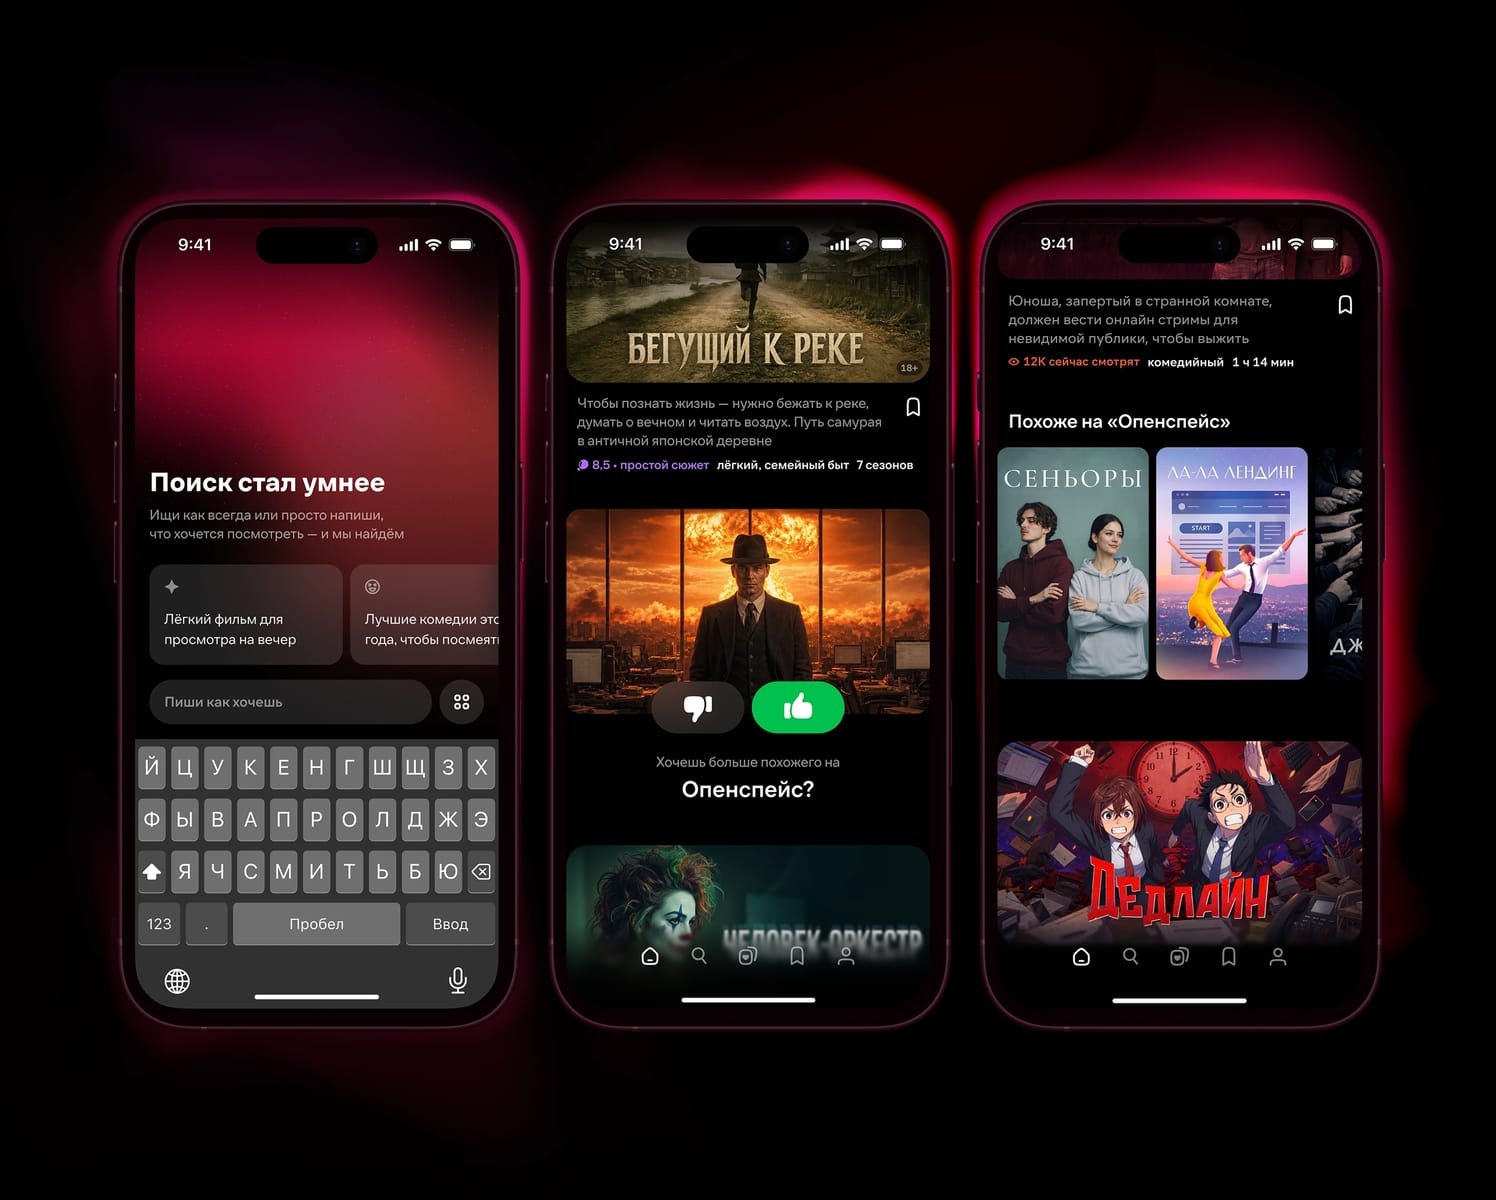 9:41
Поиск стал умнее
Ищи как всегда или просто напиши,
что хочется посмотреть — и мы найдём
Лёгкий фильм для
просмотра на вечер
Лучшие комедии
года, чтобы
Пиши как хочешь
Й Ц У К Е Н Г Ш Щ З Х
Ф Ы В А П Р О Л Д Ж Э
Я Ч С М И Т Ь Б Ю
123 . Пробел Ввод
9:41
БЕГУЩИЙ К РЕКЕ
18+
Чтобы познать жизнь — нужно бежать к реке,
думать о вечном и читать воздух. Путь самурая
в античной японской деревне
8,5 • простой сюжет лёгкий, семейный быт 7 сезонов
Хочешь больше похожего на
Опенспейс?
ЧЕЛОВЕК-ОРКЕСТР
9:41
Юноша, запертый в странной комнате,
должен вести онлайн стримы для
невидимой публики, чтобы выжить
12K сейчас смотрят комедийный 1 ч 14 мин
Похоже на «Опенспейс»
СЕНЬОРЫ
ЛА-ЛА ЛЕНДИНГ
START
ДЕДЛАЙН